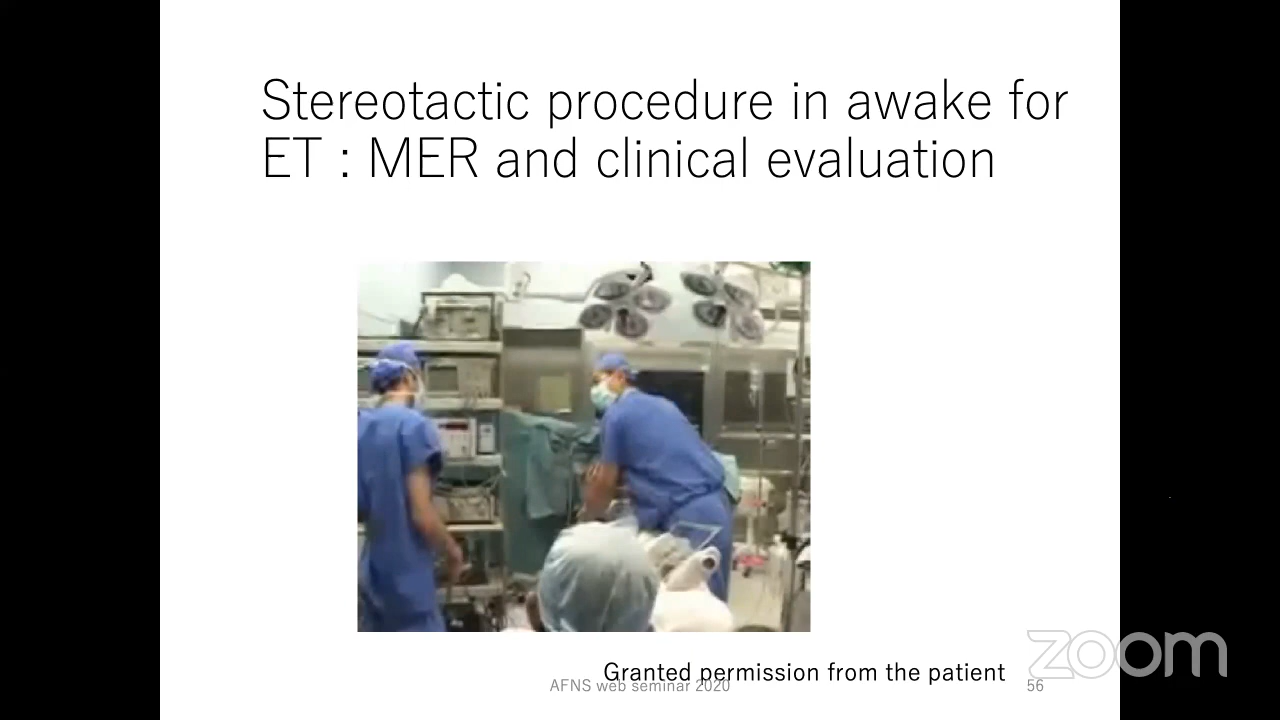 Stereotactic procedure in awake for
ET : MER and clinical evaluation
Granted permission from the patient
AFNS web seminar 2020
56
zoom